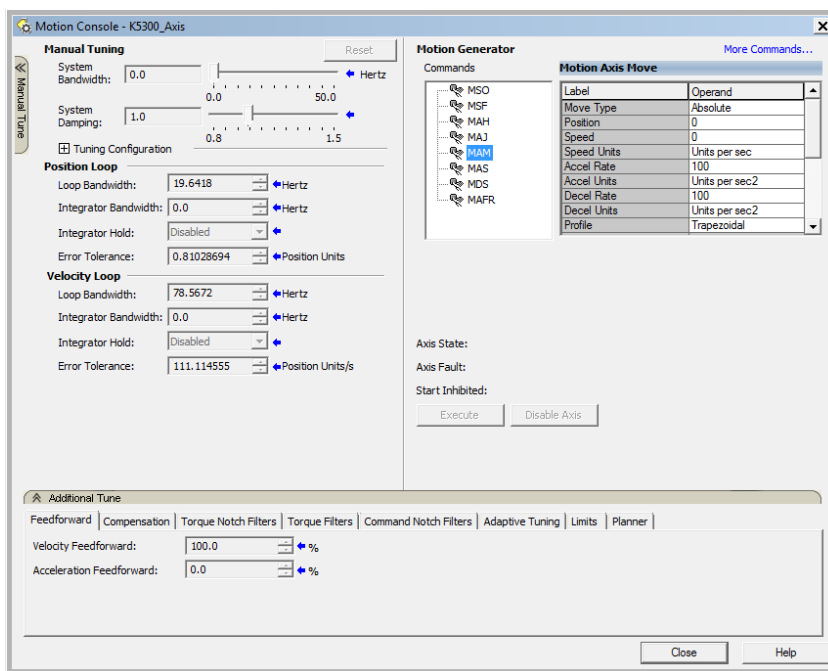 Motion Console - K5300_Axis
Manual Tune
Manual Tuning
Reset
System Bandwidth:
0.0
Hertz
0.0 50.0
System Damping:
1.0
0.8 1.5
Tuning Configuration
Position Loop
Loop Bandwidth: 19.6418 Hertz
Integrator Bandwidth: 0.0 Hertz
Integrator Hold: Disabled
Error Tolerance: 0.81028694 Position Units
Velocity Loop
Loop Bandwidth: 78.5672 Hertz
Integrator Bandwidth: 0.0 Hertz
Integrator Hold: Disabled
Error Tolerance: 111.114555 Position Units/s
Motion Generator
More Commands...
Commands
MSO
MSF
MAH
MAJ
MAM
MAS
MDS
MAFR
Motion Axis Move
Label Operand
Move Type Absolute
Position 0
Speed 0
Speed Units Units per sec
Accel Rate 100
Accel Units Units per sec2
Decel Rate 100
Decel Units Units per sec2
Profile Trapezoidal
Axis State:
Axis Fault:
Start Inhibited:
Execute Disable Axis
Additional Tune
Feedforward Compensation Torque Notch Filters Torque Filters Command Notch Filters Adaptive Tuning Limits Planner
Velocity Feedforward: 100.0 %
Acceleration Feedforward: 0.0 %
Close Help